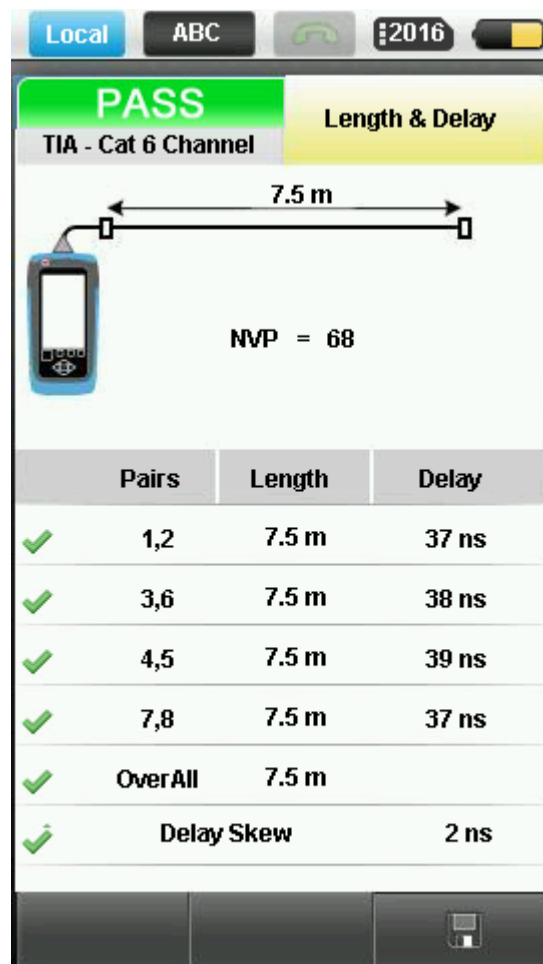 Local ABC 2016
PASS
TIA - Cat 6 Channel
Length & Delay
7.5 m
NVP = 68
Pairs Length Delay
1,2 7.5 m 37 ns
3,6 7.5 m 38 ns
4,5 7.5 m 39 ns
7,8 7.5 m 37 ns
OverAll 7.5 m
Delay Skew 2 ns